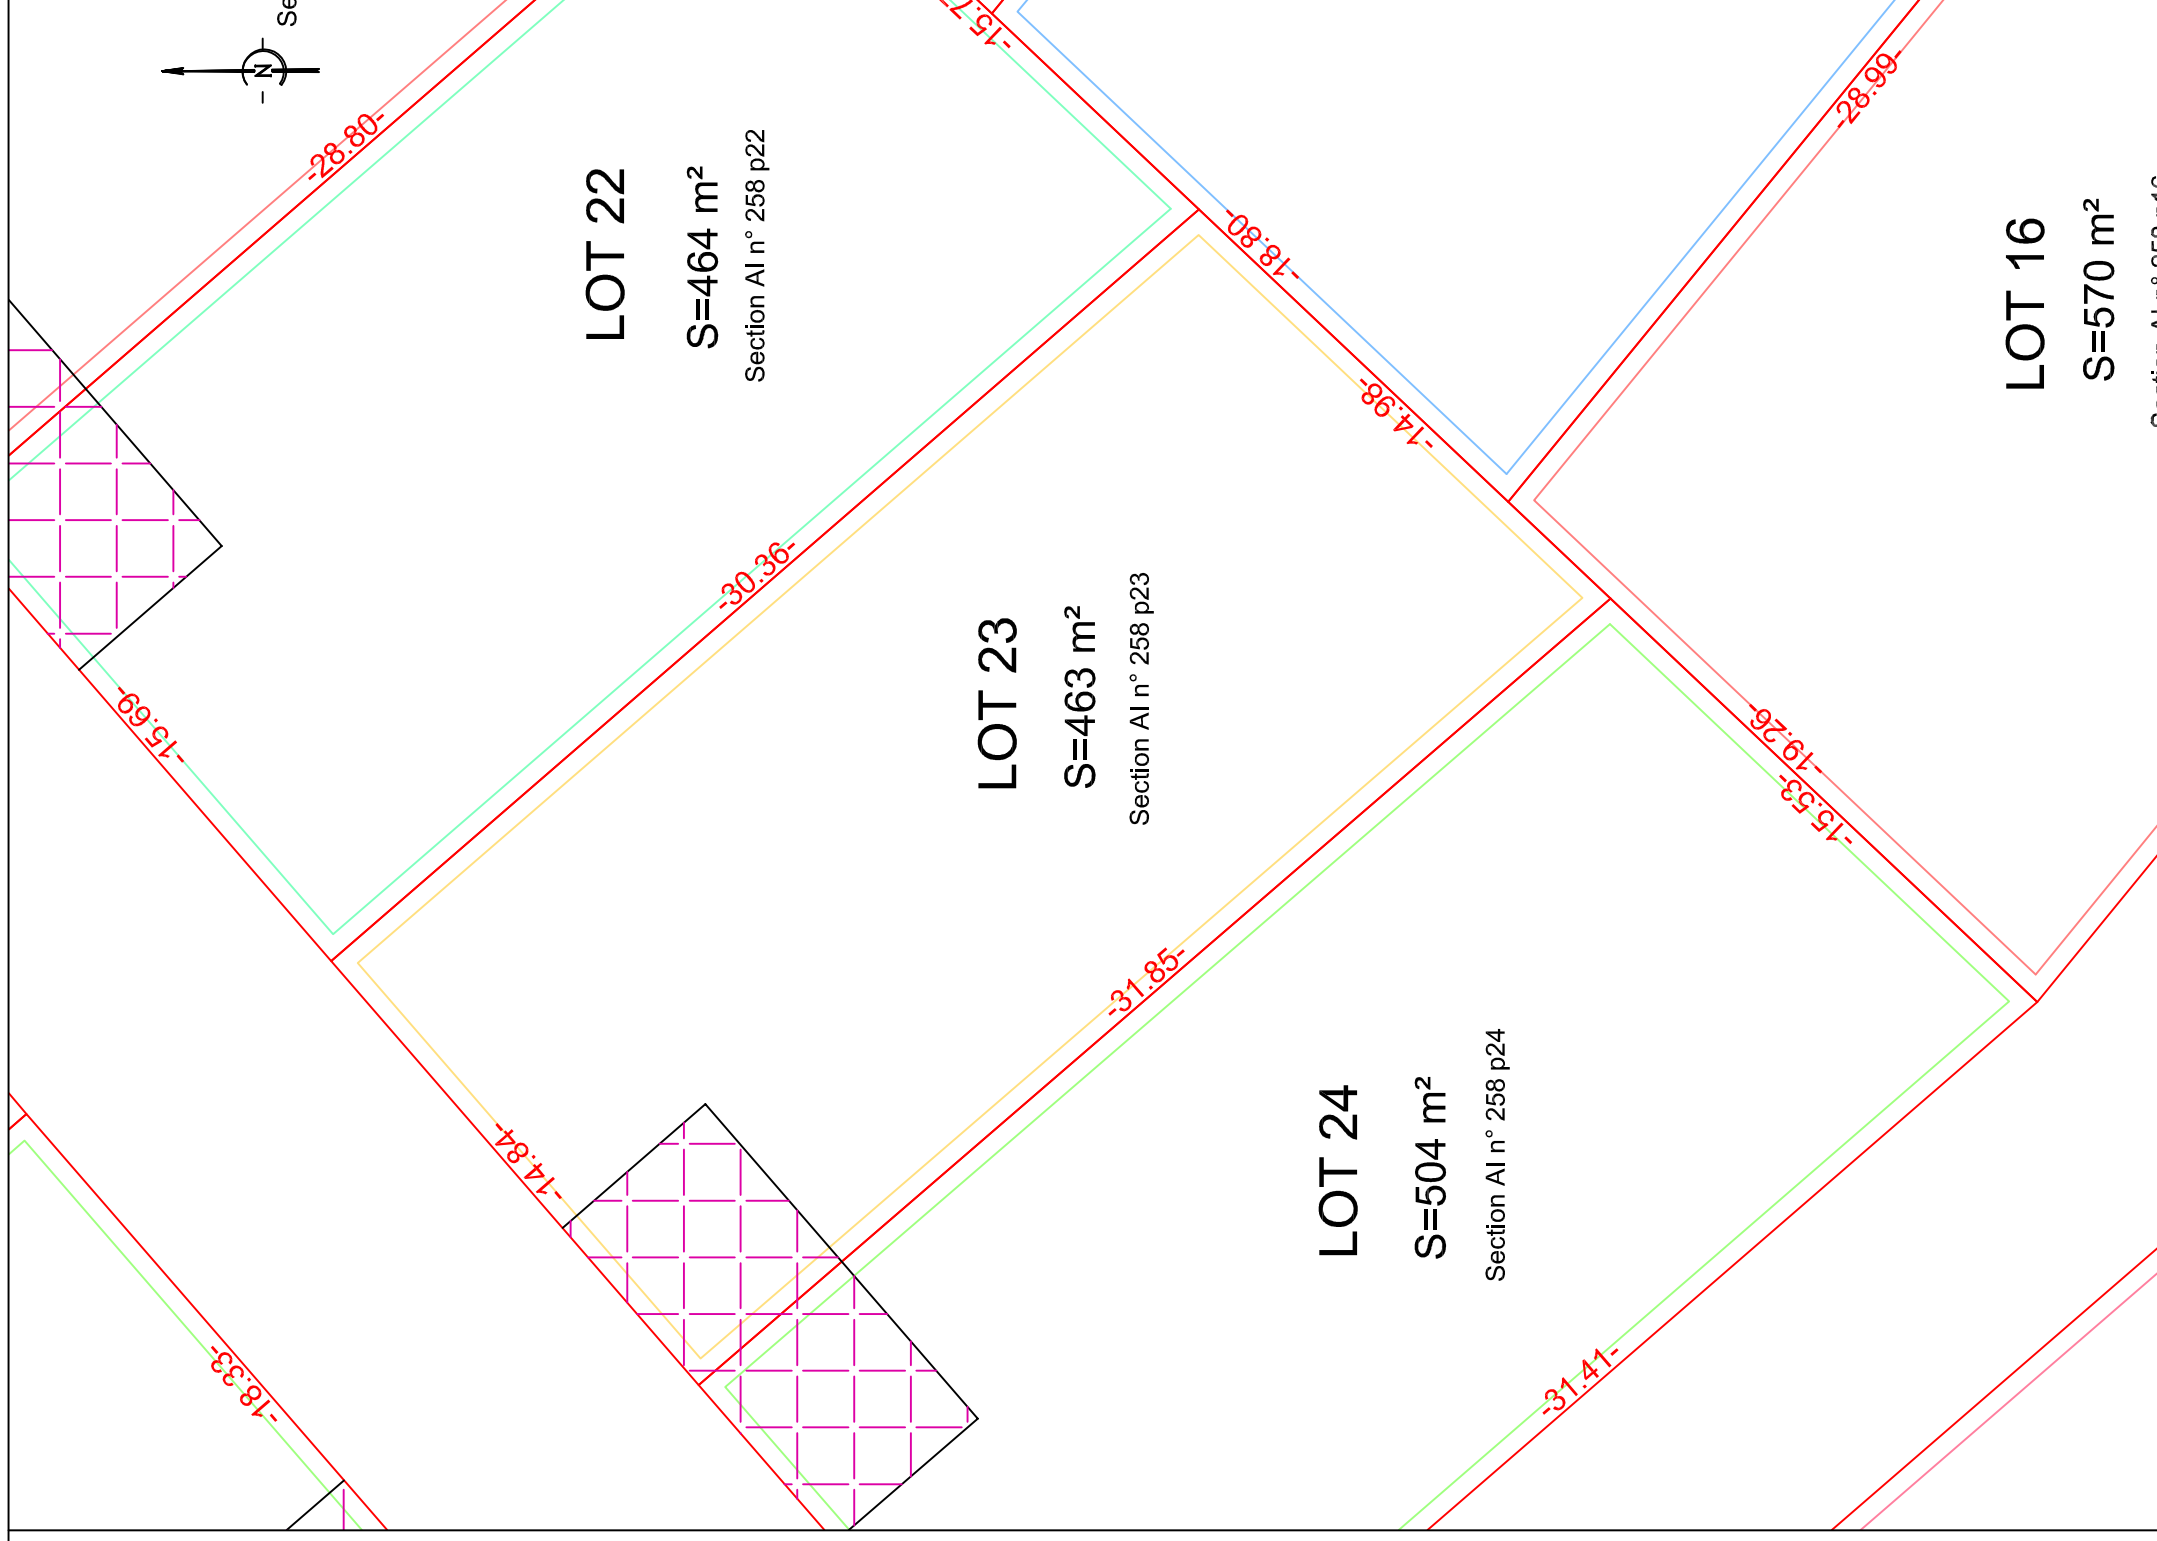 N
-28.80-
LOT 22
S=464 m²
Section AI n° 258 p22
-18.80-
-28.99-
LOT 16
S=570 m²
-15.69-
-30.36-
-14.98-
LOT 23
S=463 m²
Section AI n° 258 p23
-14.84-
-31.85-
-19.26-
-15.53-
LOT 24
S=504 m²
Section AI n° 258 p24
-18.33-
-31.41-